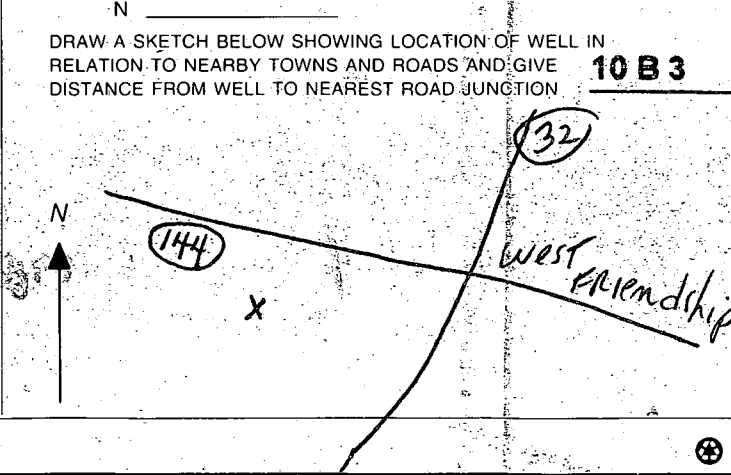 N
DRAW A SKETCH BELOW SHOWING LOCATION OF WELL IN
RELATION TO NEARBY TOWNS AND ROADS AND GIVE
DISTANCE FROM WELL TO NEAREST ROAD JUNCTION
10 B 3
32
N
144
West
FRIendship
X